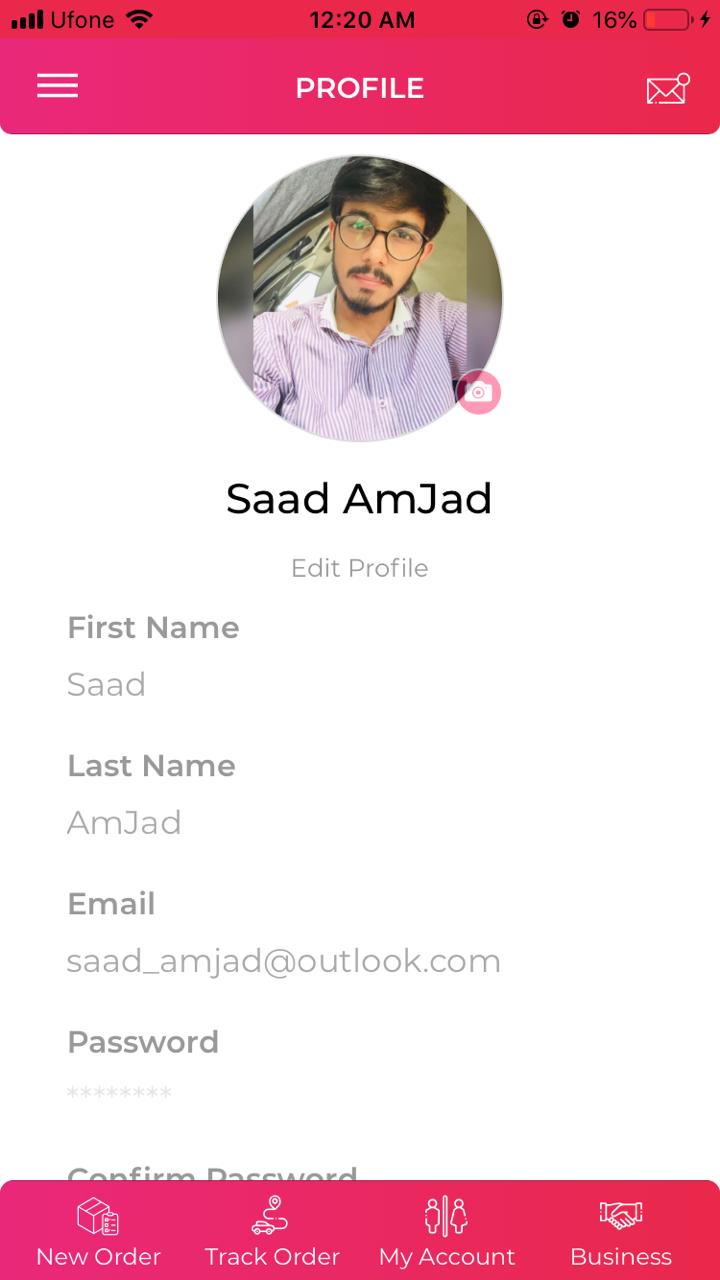 Ufone 12:20 AM 16%
PROFILE
Saad AmJad
Edit Profile
First Name
Saad
Last Name
AmJad
Email
saad_amjad@outlook.com
Password
********
Confirm Password
New Order Track Order My Account Business